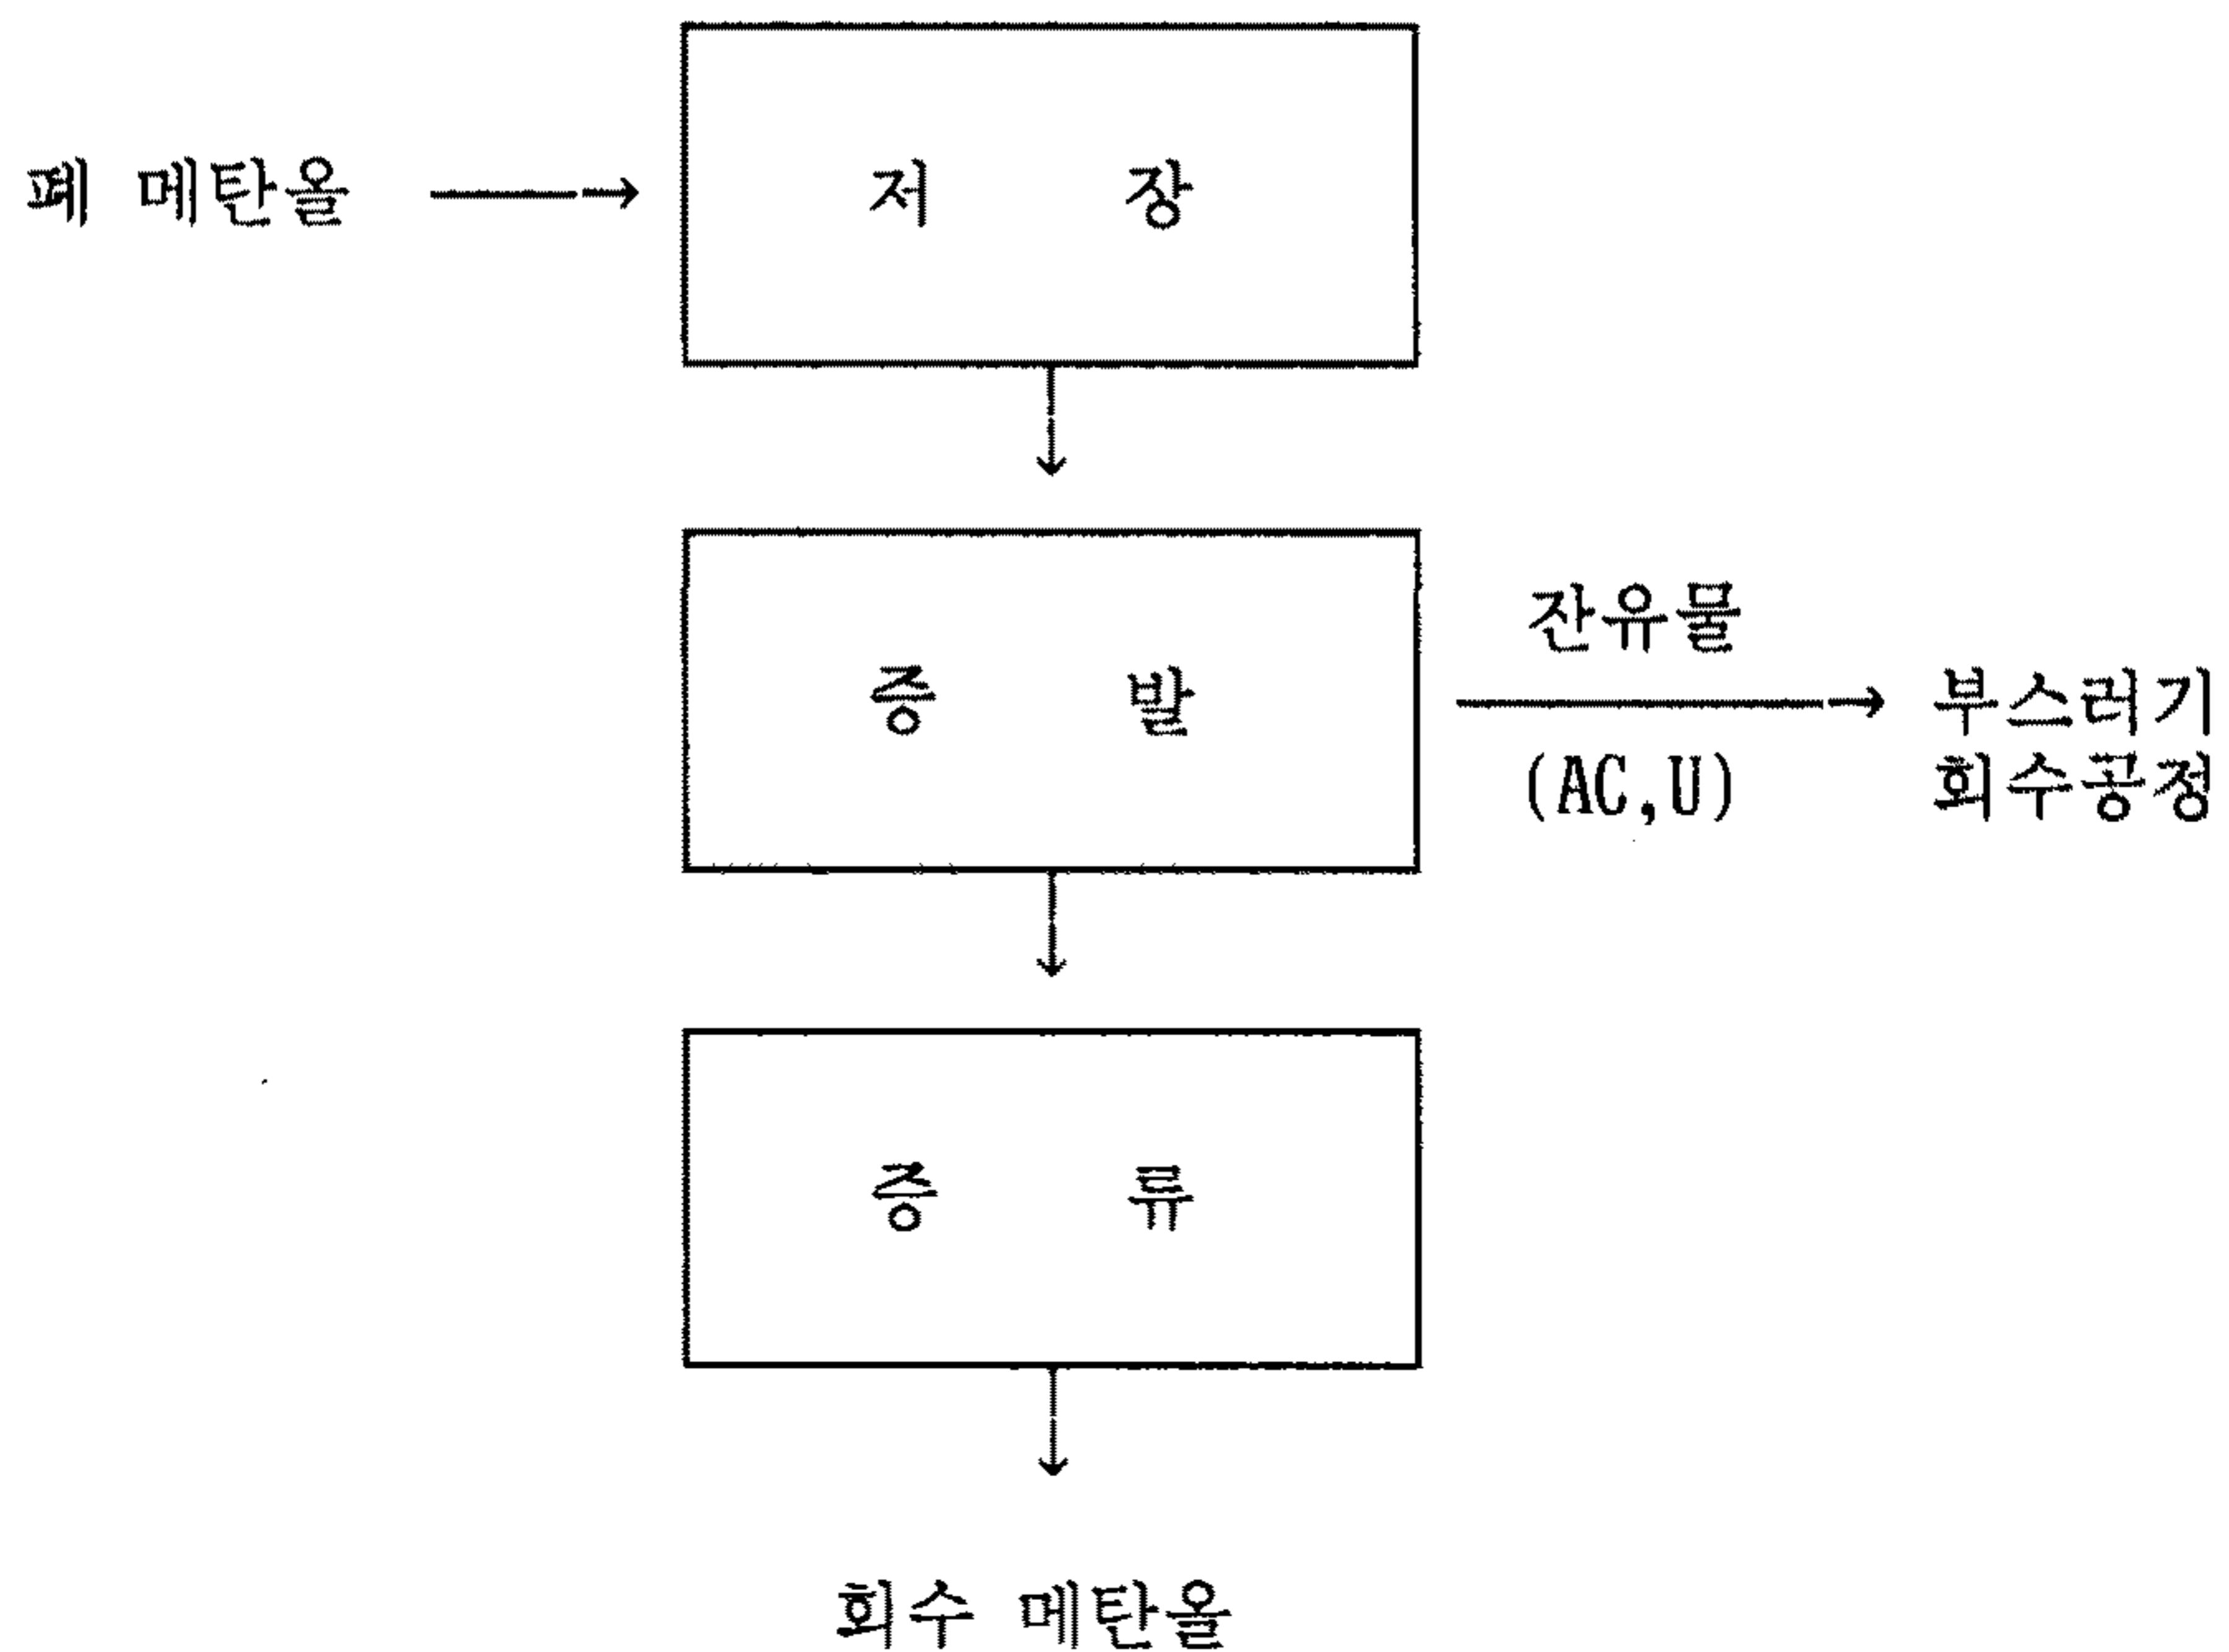 폐 메탄올
저 장
증 발
잔유물
(AC,U)
부스러기
회수공정
증 류
회수 메탄올